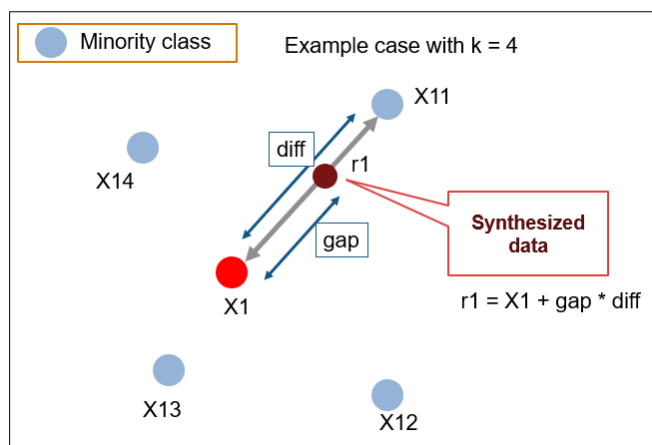 Minority class
Example case with k = 4
X11
diff
r1
X14
Synthesized
data
gap
r1 = X1 + gap * diff
X1
X13
X12